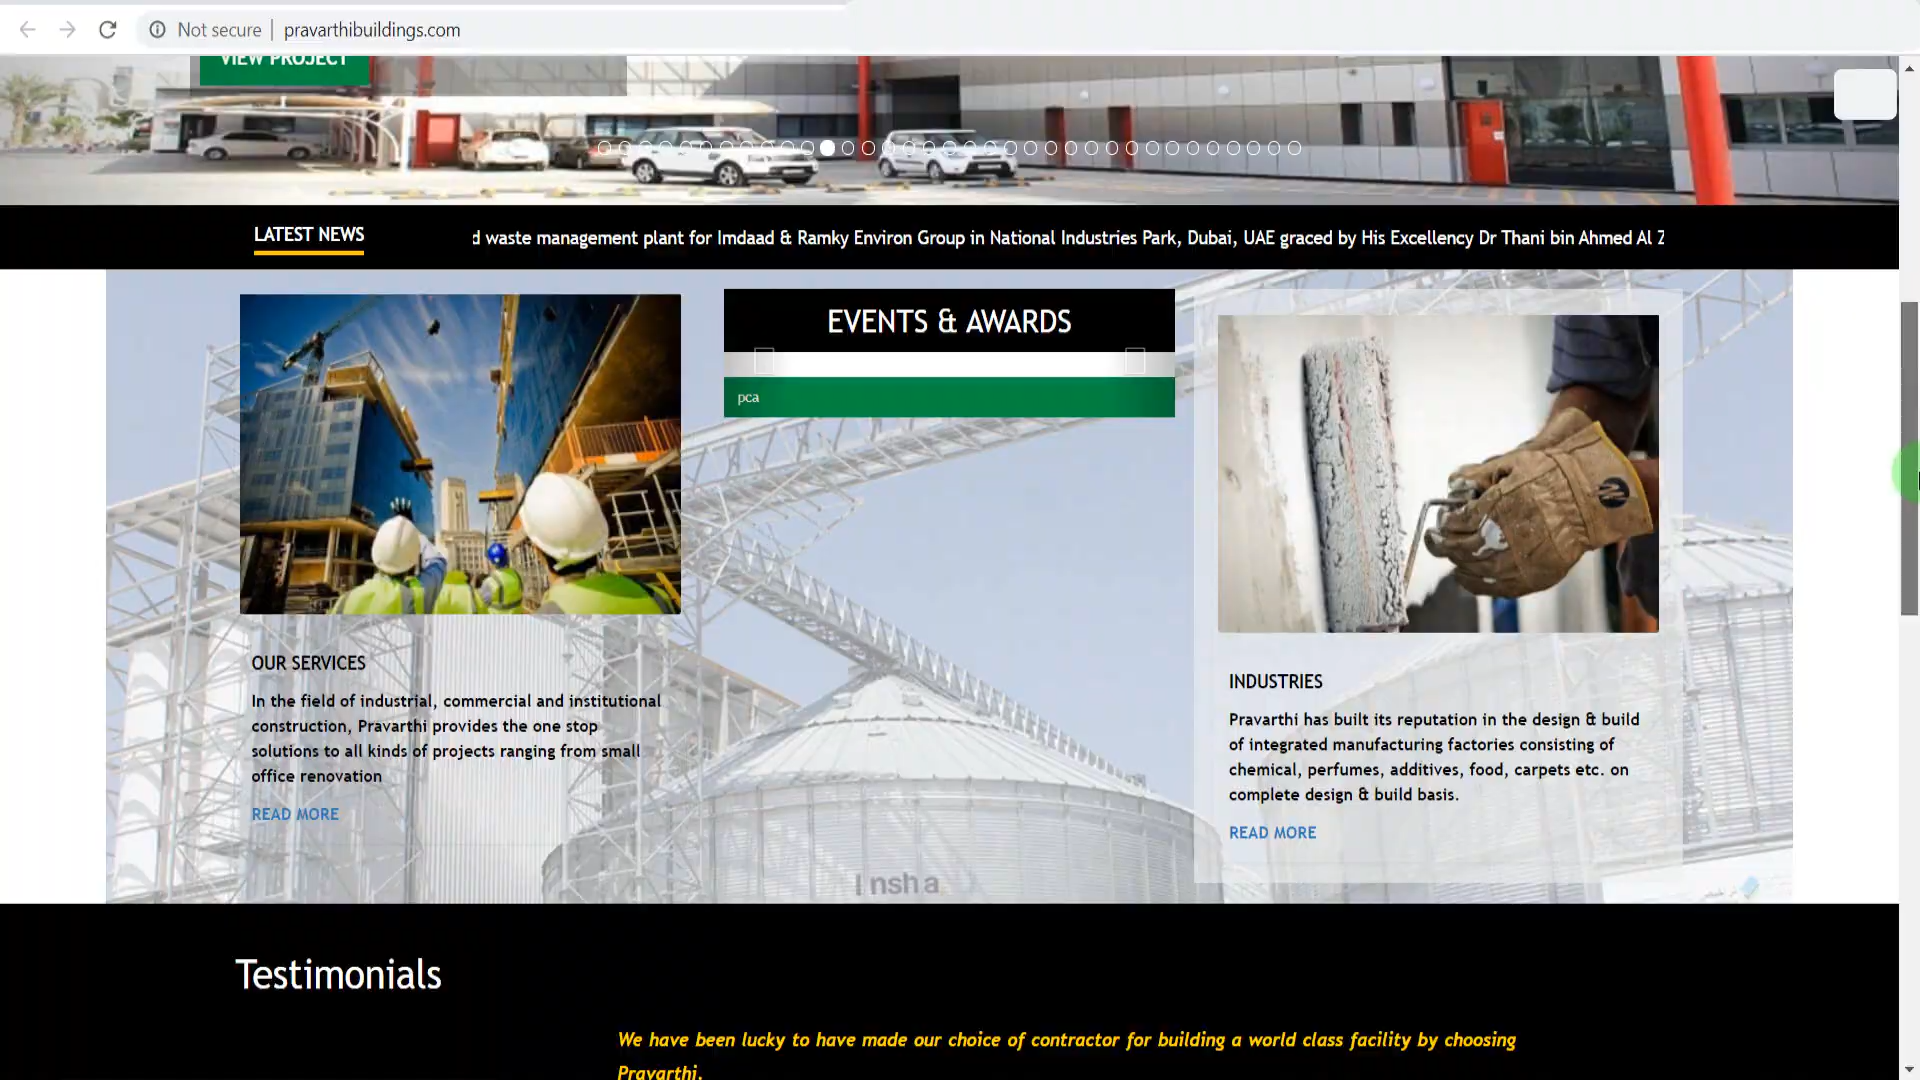 Not secure
pravarthibuildings.com
VIEW PROJECT
LATEST NEWS
d waste management plant for Imdaad & Ramky Environ Group in National Industries Park, Dubai, UAE graced by His Excellency Dr Thani bin Ahmed Al Z
EVENTS & AWARDS
pca
OUR SERVICES
In the field of industrial, commercial and institutional
construction, Pravarthi provides the one stop
solutions to all kinds of projects ranging from small
office renovation
READ MORE
INDUSTRIES
Pravarthi has built its reputation in the design & build
of integrated manufacturing factories consisting of
chemical, perfumes, additives, food, carpets etc. on
complete design & build basis.
READ MORE
Insha
Testimonials
We have been lucky to have made our choice of contractor for building a world class facility by choosing
Pravarthi.